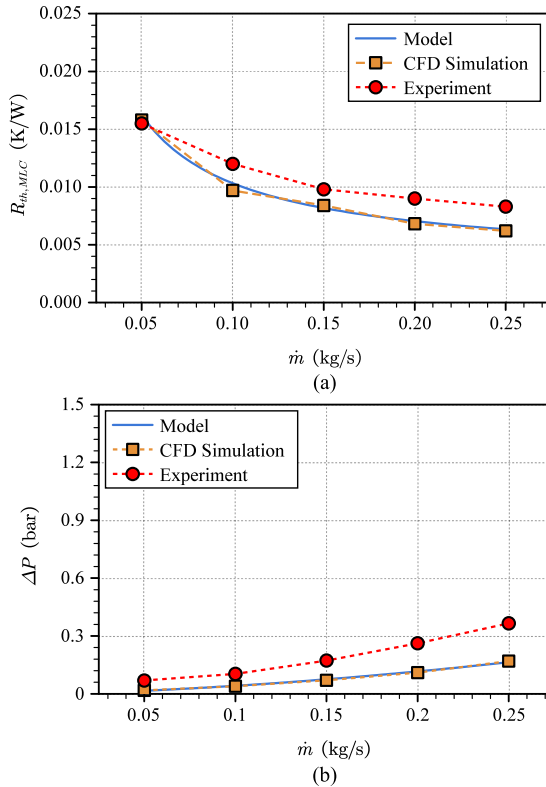 0.025
0.020
0.015
0.010
0.005
0.000
R_th,MLC (K/W)
Model
CFD Simulation
Experiment
0.05 0.10 0.15 0.20 0.25
ṁ (kg/s)
(a)
1.5
1.2
0.9
0.6
0.3
0
ΔP (bar)
Model
CFD Simulation
Experiment
0.05 0.1 0.15 0.2 0.25
ṁ (kg/s)
(b)